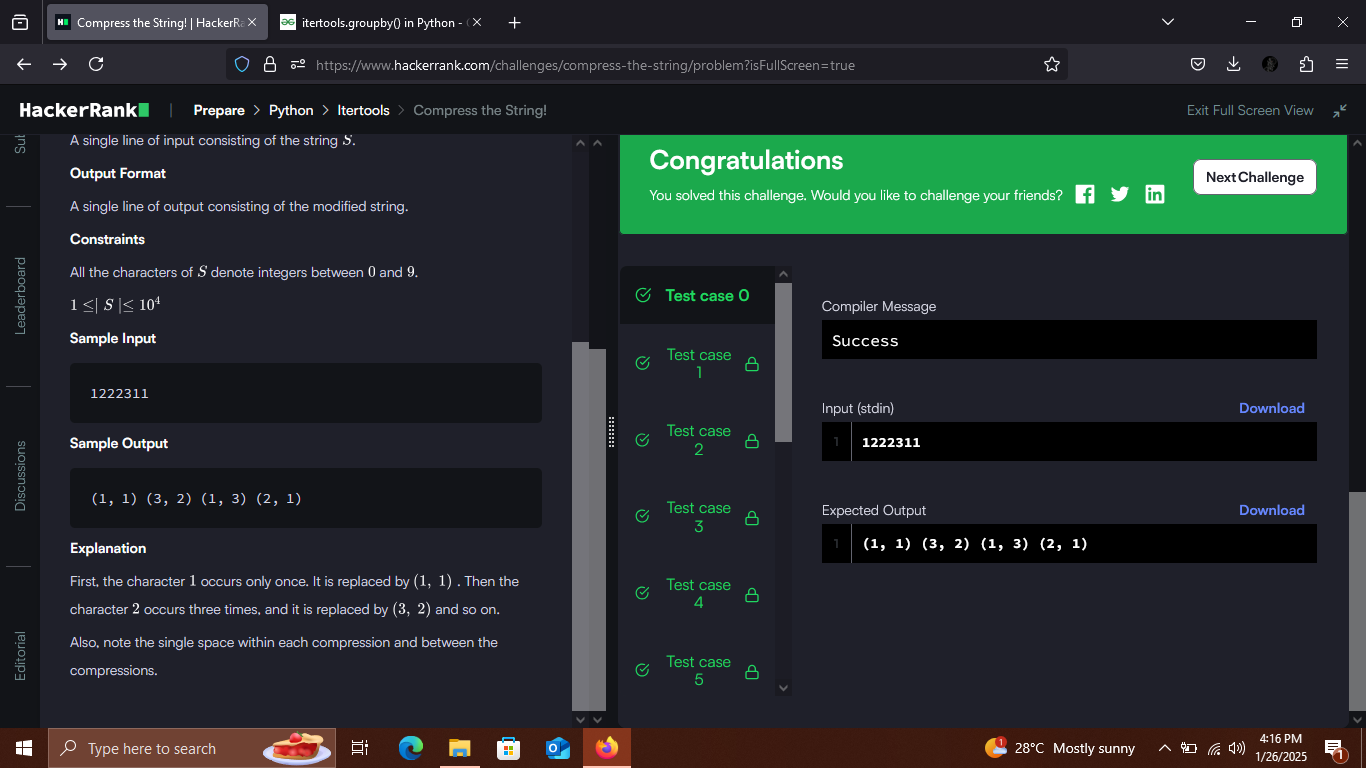 Compress the String! | HackerRa
itertools.groupby() in Python -
https://www.hackerrank.com/challenges/compress-the-string/problem?isFullScreen=true
HackerRank
Prepare > Python > Itertools > Compress the String!
Exit Full Screen View
Sub
Leaderboard
Discussions
Editorial
A single line of input consisting of the string S.
Output Format
A single line of output consisting of the modified string.
Constraints
All the characters of S denote integers between 0 and 9.
1 ≤| S |≤ 10⁴
Sample Input
1222311
Sample Output
(1, 1) (3, 2) (1, 3) (2, 1)
Explanation
First, the character 1 occurs only once. It is replaced by (1, 1) . Then the
character 2 occurs three times, and it is replaced by (3, 2) and so on.
Also, note the single space within each compression and between the
compressions.
Congratulations
You solved this challenge. Would you like to challenge your friends?
Next Challenge
Test case 0
Test case
1
Test case
2
Test case
3
Test case
4
Test case
5
Compiler Message
Success
Input (stdin)
Download
1
1222311
Expected Output
Download
1
(1, 1) (3, 2) (1, 3) (2, 1)
Type here to search
1
28°C Mostly sunny
4:16 PM
1/26/2025
1